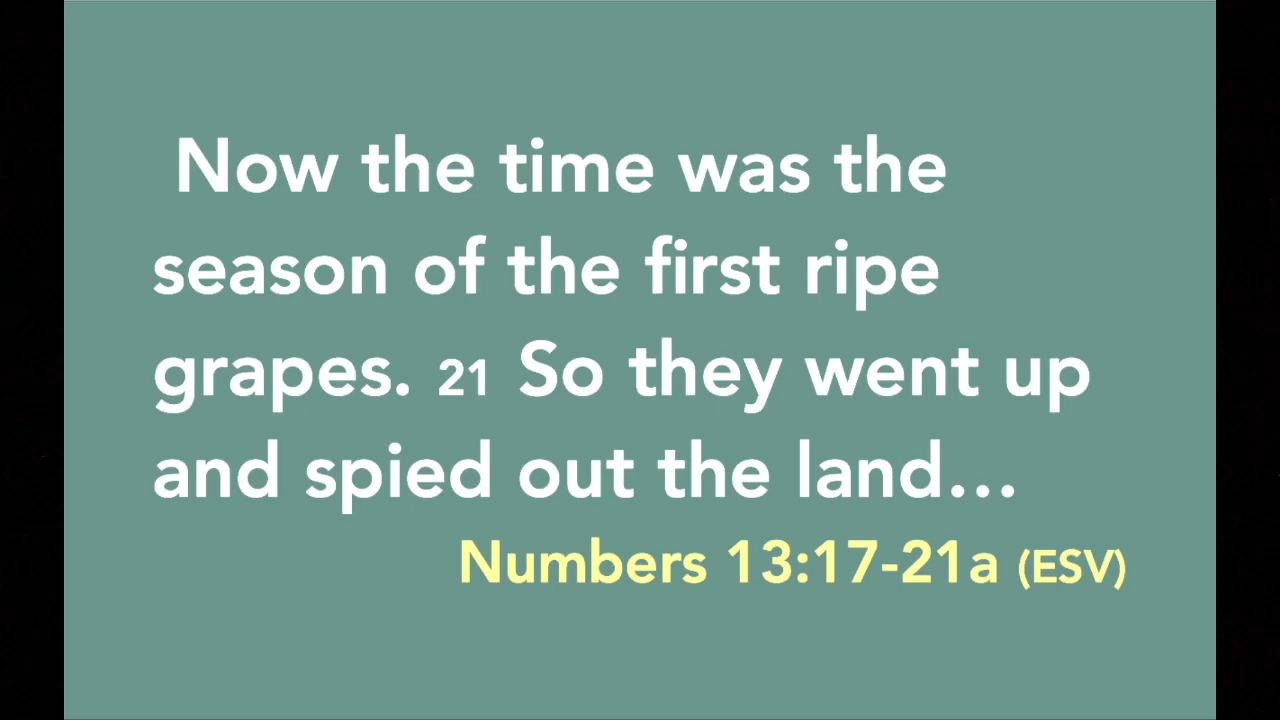 Now the time was the
season of the first ripe
grapes. 21 So they went up
and spied out the land…
Numbers 13:17-21a (ESV)